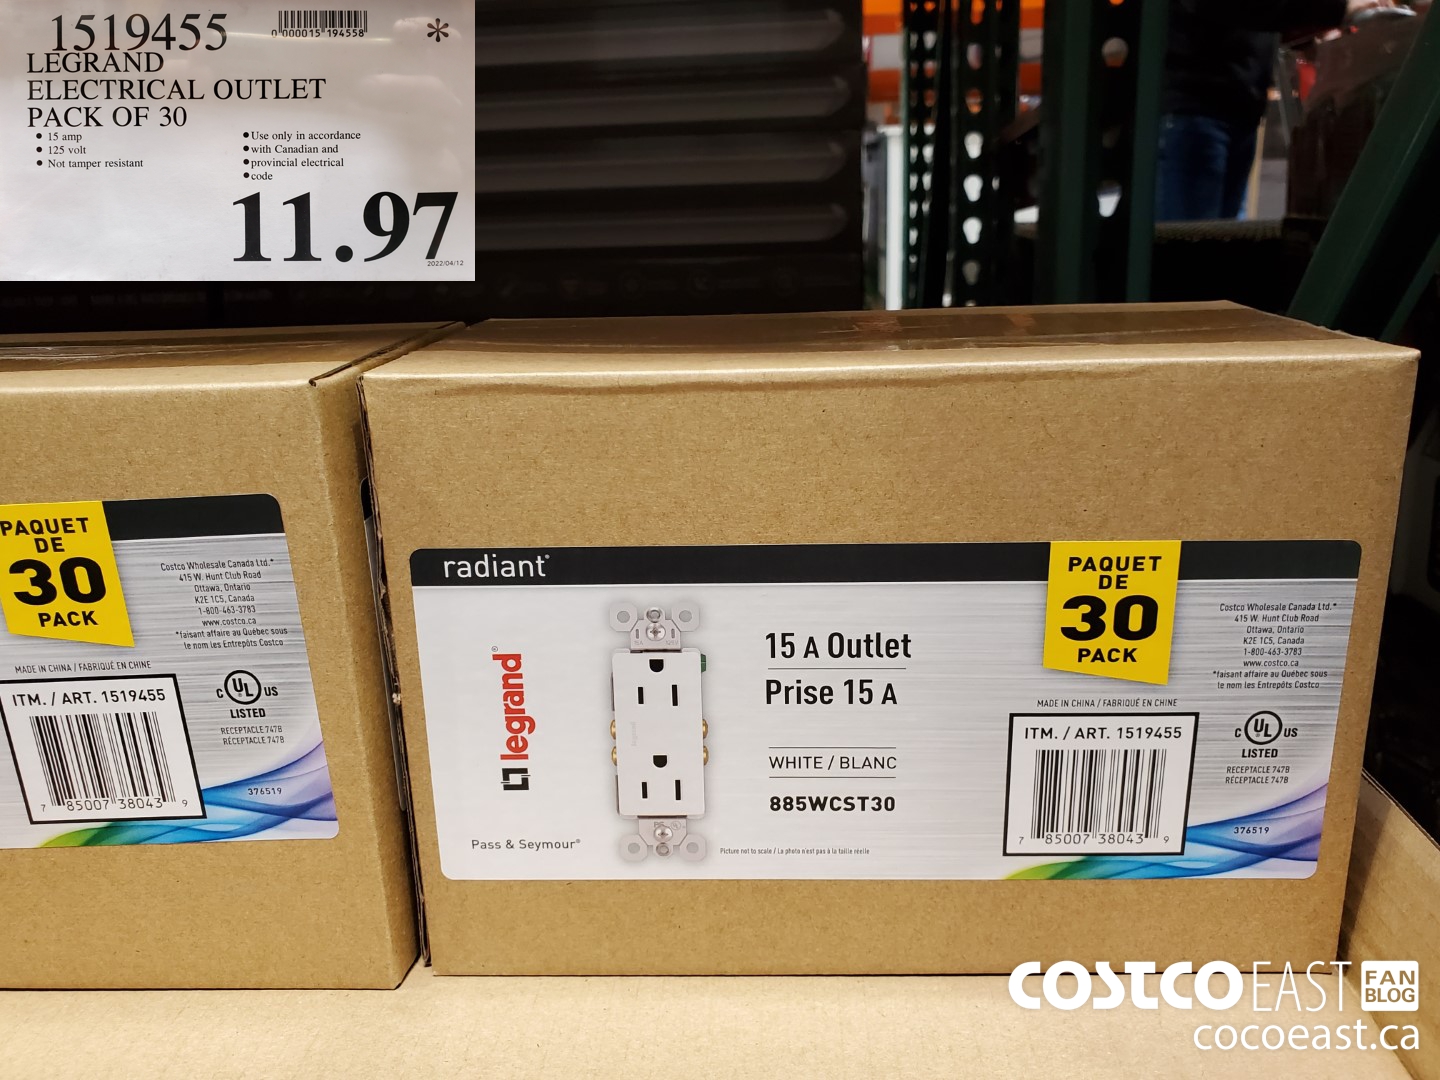 1519455
0 000015 194558
*
LEGRAND
ELECTRICAL OUTLET
PACK OF 30
• 15 amp
• 125 volt
• Not tamper resistant
• Use only in accordance
• with Canadian and
• provincial electrical
• code
11.97
2022/04/12
PAQUET
DE
30
PACK
Costco Wholesale Canada Ltd.*
415 W. Hunt Club Road
Ottawa, Ontario
K2E 1C5, Canada
1-800-463-3783
www.costco.ca
*faisant affaire au Québec sous
le nom les Entrepôts Costco
MADE IN CHINA / FABRIQUÉ EN CHINE
ITM. / ART. 1519455
7 85007 38043 9
C UL US
LISTED
RECEPTACLE 747B
RÉCEPTACLE 747B
376519
radiant®
legrand®
Pass & Seymour®
15 A Outlet
Prise 15 A
WHITE / BLANC
885WCST30
Picture not to scale / La photo n'est pas à la taille réelle
PAQUET
DE
30
PACK
Costco Wholesale Canada Ltd.*
415 W. Hunt Club Road
Ottawa, Ontario
K2E 1C5, Canada
1-800-463-3783
www.costco.ca
*faisant affaire au Québec sous
le nom les Entrepôts Costco
MADE IN CHINA / FABRIQUÉ EN CHINE
ITM. / ART. 1519455
7 85007 38043 9
C UL US
LISTED
RECEPTACLE 747B
RÉCEPTACLE 747B
376519
COSTCO EAST FAN BLOG
cocoeast.ca